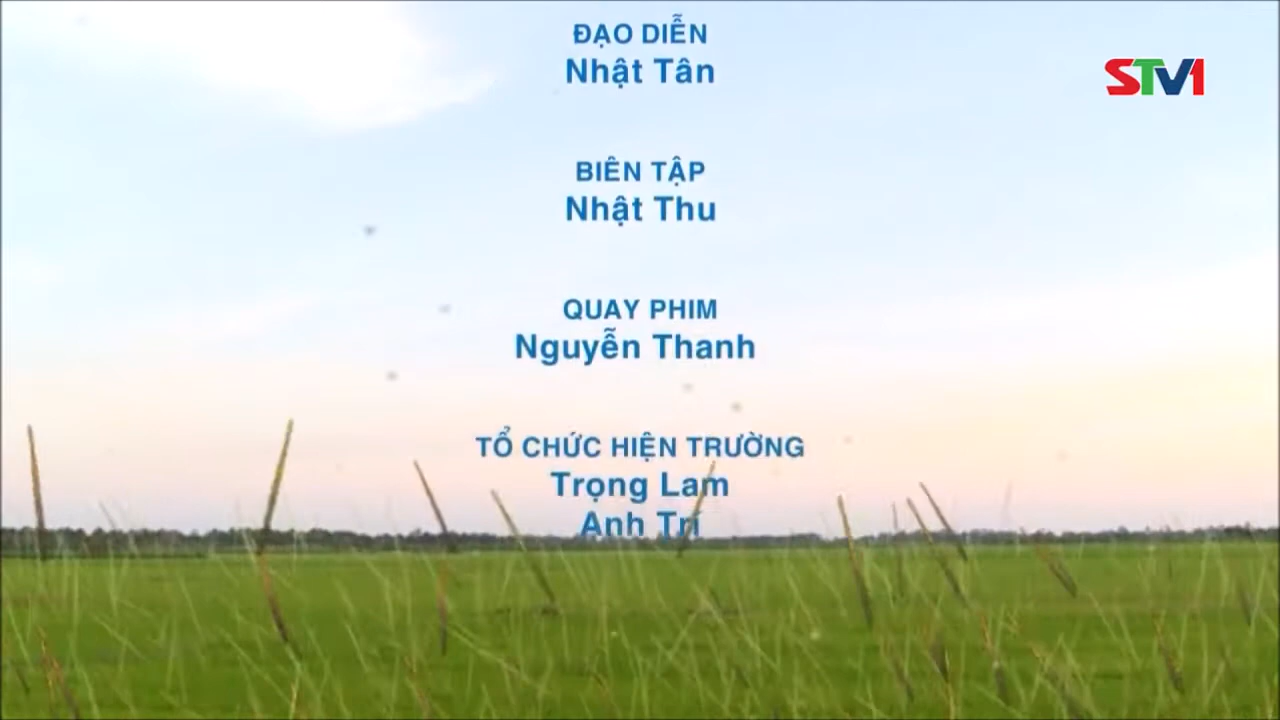 ĐẠO DIỄN
Nhật Tân
STV1
BIÊN TẬP
Nhật Thu
QUAY PHIM
Nguyễn Thanh
TỔ CHỨC HIỆN TRƯỜNG
Trọng Lam
Anh Trí